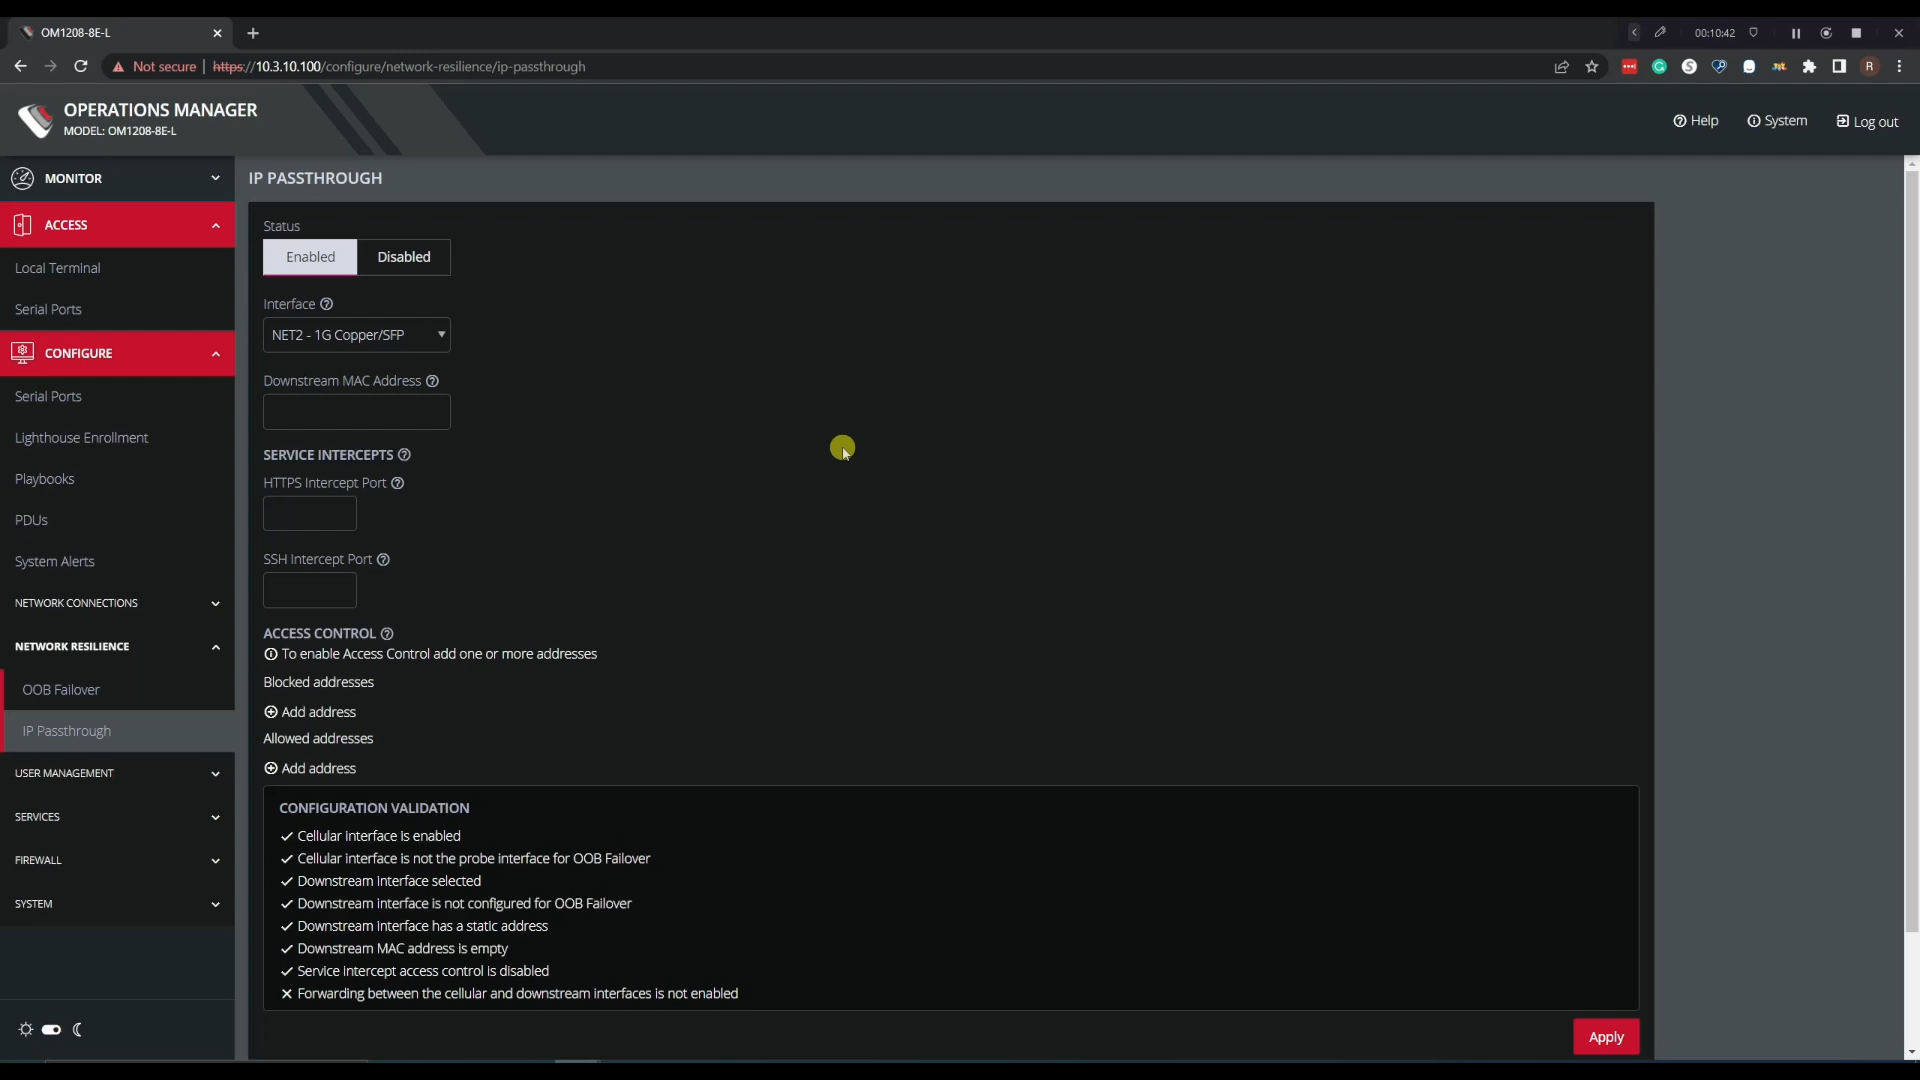 OM1208-8E-L
00:10:42
Not secure | https://10.3.10.100/configure/network-resilience/ip-passthrough
R
OPERATIONS MANAGER
MODEL: OM1208-8E-L
Help
System
Log out
MONITOR
ACCESS
Local Terminal
Serial Ports
CONFIGURE
Serial Ports
Lighthouse Enrollment
Playbooks
PDUs
System Alerts
NETWORK CONNECTIONS
NETWORK RESILIENCE
OOB Failover
IP Passthrough
USER MANAGEMENT
SERVICES
FIREWALL
SYSTEM
IP PASSTHROUGH
Status
Enabled
Disabled
Interface
NET2 - 1G Copper/SFP
Downstream MAC Address
SERVICE INTERCEPTS
HTTPS Intercept Port
SSH Intercept Port
ACCESS CONTROL
To enable Access Control add one or more addresses
Blocked addresses
Add address
Allowed addresses
Add address
CONFIGURATION VALIDATION
✓ Cellular interface is enabled
✓ Cellular interface is not the probe interface for OOB Failover
✓ Downstream interface selected
✓ Downstream interface is not configured for OOB Failover
✓ Downstream interface has a static address
✓ Downstream MAC address is empty
✓ Service intercept access control is disabled
✕ Forwarding between the cellular and downstream interfaces is not enabled
Apply